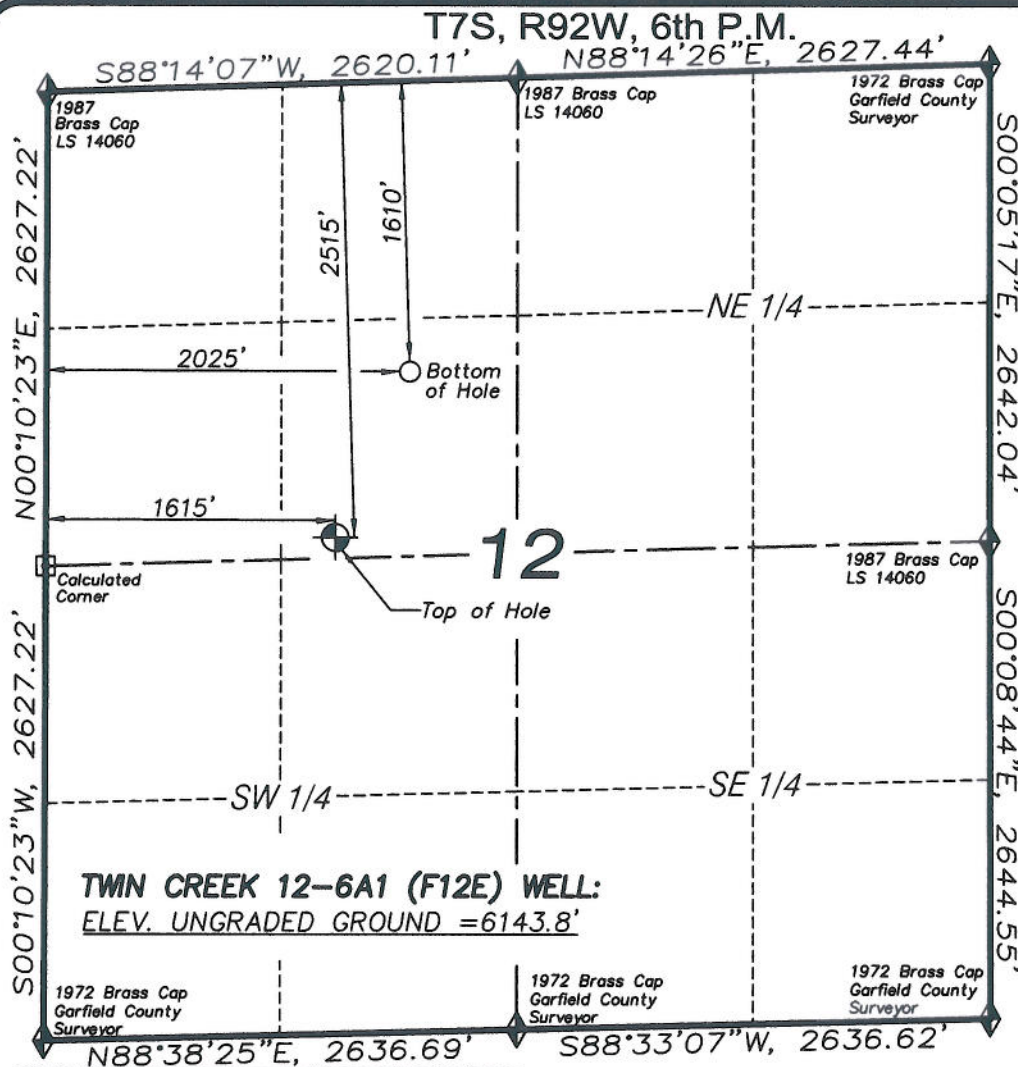 T7S, R92W, 6th P.M.
S88°14'07"W, 2620.11'
N88°14'26"E, 2627.44'
1987
Brass Cap
LS 14060
1987 Brass Cap
LS 14060
1972 Brass Cap
Garfield County
Surveyor
N00°10'23"E, 2627.22'
S00°05'17"E, 2642.04'
2515'
1610'
NE 1/4
2025'
Bottom
of Hole
1615'
12
Calculated
Corner
Top of Hole
1987 Brass Cap
LS 14060
S00°10'23"W, 2627.22'
S00°08'44"E, 2644.55'
SW 1/4
SE 1/4
TWIN CREEK 12-6A1 (F12E) WELL:
ELEV. UNGRADED GROUND =6143.8'
1972 Brass Cap
Garfield County
Surveyor
1972 Brass Cap
Garfield County
Surveyor
1972 Brass Cap
Garfield County
Surveyor
N88°38'25"E, 2636.69'
S88°33'07"W, 2636.62'